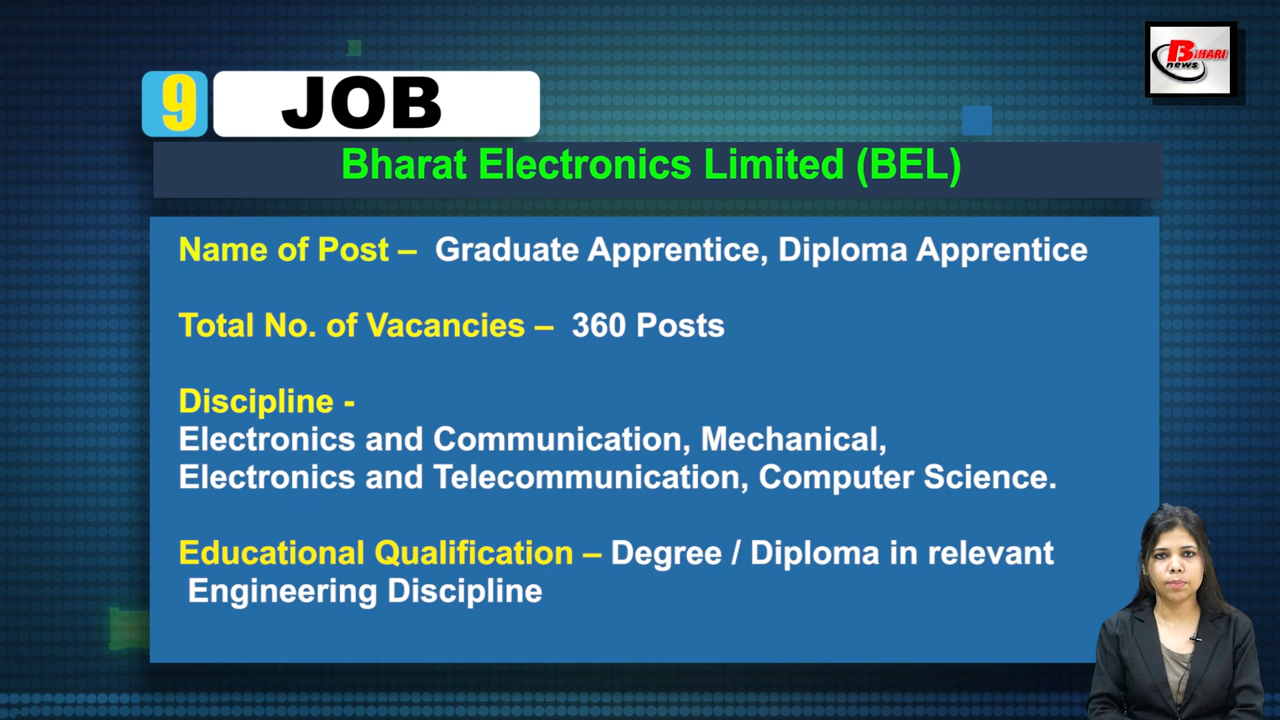 9 JOB
BIHARI
news
Bharat Electronics Limited (BEL)
Name of Post – Graduate Apprentice, Diploma Apprentice
Total No. of Vacancies – 360 Posts
Discipline -
Electronics and Communication, Mechanical,
Electronics and Telecommunication, Computer Science.
Educational Qualification – Degree / Diploma in relevant
Engineering Discipline